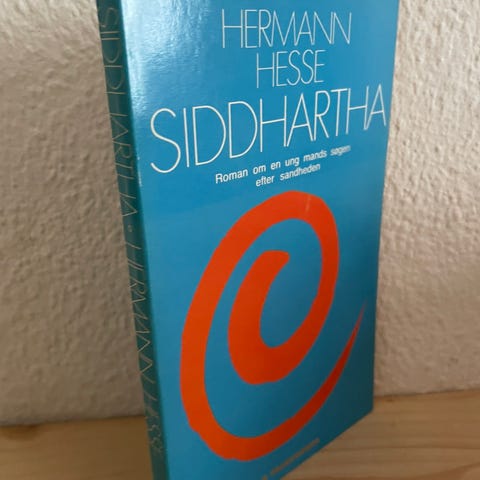 HERMANN
HESSE
SIDDHARTHA
Roman om en ung mands søgen
efter sandheden
SIDDHARTHA • HERMANN HESSE